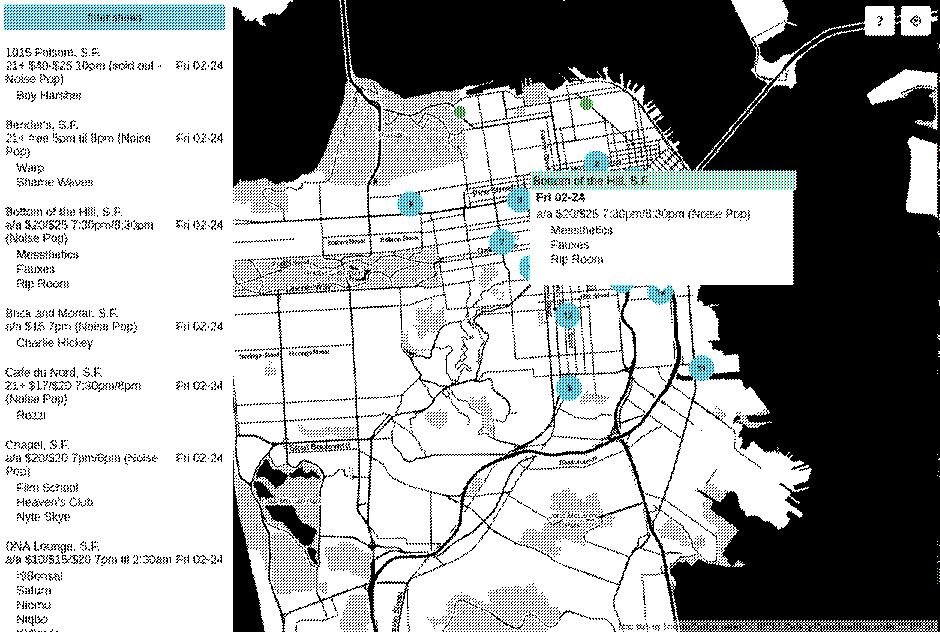 filter shows
1015 Folsom, S.F.
21+ $40-$25 10pm (sold out - Fri 02-24
Noise Pop)
Boy Harsher
Bender's, S.F.
21+ free 5pm til 8pm (Noise Fri 02-24
Pop)
Warp
Shame Waves
Bottom of the Hill, S.F.
a/a $20/$25 7:30pm/8:30pm Fri 02-24
(Noise Pop)
Messthetics
Fauxes
Rip Room
Brick and Mortar, S.F.
a/a $15 7pm (Noise Pop) Fri 02-24
Charlie Hickey
Cafe du Nord, S.F.
21+ $17/$20 7:30pm/8pm Fri 02-24
(Noise Pop)
Rozzi
Chapel, S.F.
a/a $20/$20 7pm/8pm (Noise Fri 02-24
Pop)
Film School
Heaven's Club
Nyte Skye
DNA Lounge, S.F.
a/a $10/$15/$20 7pm til 2:30am Fri 02-24
Saturn
Niomu
Niqbo
?
Bottom of the Hill, S.F.
Fri 02-24
a/a $20/$25 7:30pm/8:30pm (Noise Pop)
Messthetics
Fauxes
Rip Room